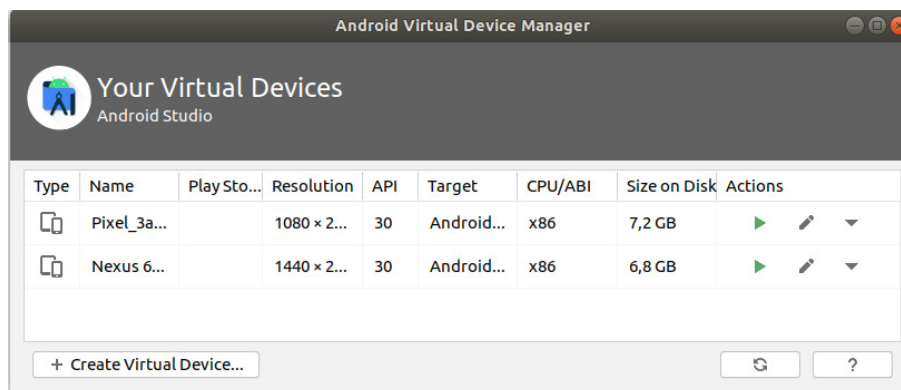 Android Virtual Device Manager
Your Virtual Devices
Android Studio
Type Name Play Sto... Resolution API Target CPU/ABI Size on Disk Actions
Pixel_3a... 1080 × 2... 30 Android... x86 7,2 GB
Nexus 6... 1440 × 2... 30 Android... x86 6,8 GB
+ Create Virtual Device... ?